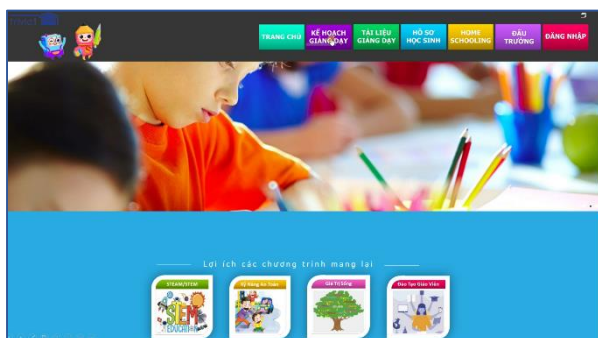 TRANG CHỦ
KẾ HOẠCH
GIẢNG DẠY
TÀI LIỆU
GIẢNG DẠY
HỒ SƠ
HỌC SINH
HOME
SCHOOLING
ĐẤU
TRƯỜNG
ĐĂNG NHẬP
Lợi ích các chương trình mang lại
STEAM/STEM
Kỹ Năng An Toàn
Giá Trị Sống
Đào Tạo Giáo Viên
STEM
EDUCATION